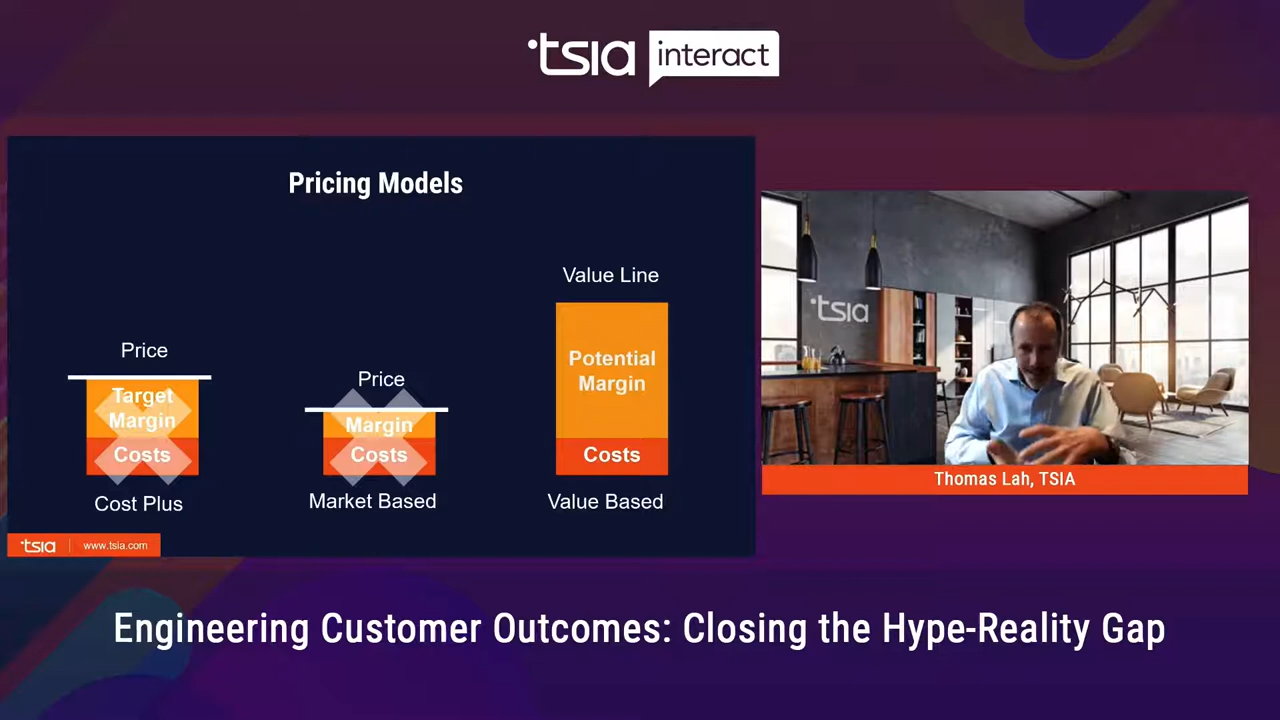 tsia interact
Pricing Models
Value Line
Price
Price
Target
Margin
Costs
Margin
Costs
Potential
Margin
Costs
Cost Plus
Market Based
Value Based
tsia | www.tsia.com
tsia
Thomas Lah, TSIA
Engineering Customer Outcomes: Closing the Hype-Reality Gap